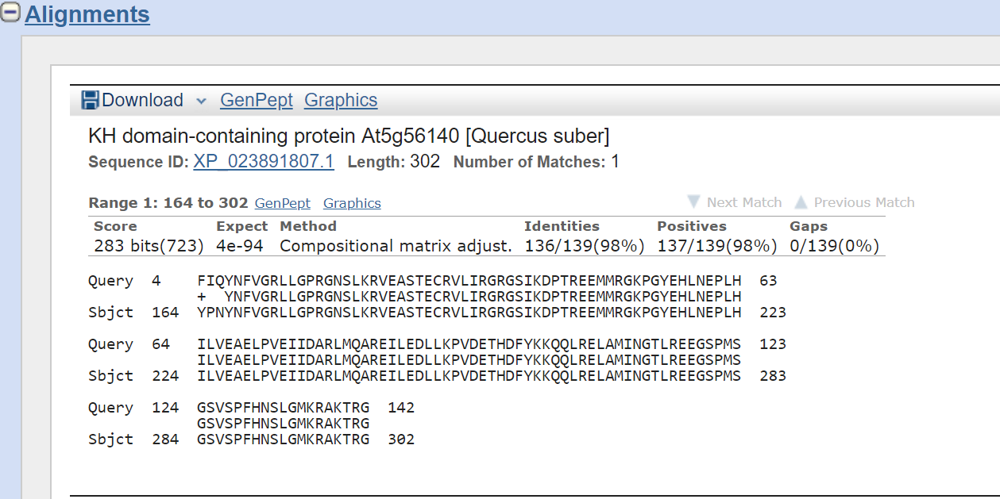 Alignments
Download GenPept Graphics
KH domain-containing protein At5g56140 [Quercus suber]
Sequence ID: XP_023891807.1 Length: 302 Number of Matches: 1
Range 1: 164 to 302 GenPept Graphics Next Match Previous Match
Score Expect Method Identities Positives Gaps
283 bits(723) 4e-94 Compositional matrix adjust. 136/139(98%) 137/139(98%) 0/139(0%)
Query 4 FIQYNFVGRLLGPRGNSLKRVEASTECRVLIRGRGSIKDPTREEMMRGKPGYEHLNEPLH 63
+ YNFVGRLLGPRGNSLKRVEASTECRVLIRGRGSIKDPTREEMMRGKPGYEHLNEPLH
Sbjct 164 YPNYNFVGRLLGPRGNSLKRVEASTECRVLIRGRGSIKDPTREEMMRGKPGYEHLNEPLH 223
Query 64 ILVEAELPVEIIDARLMQAREILEDLLKPVDETHDFYKKQQLRELAMINGTLREEGSPMS 123
ILVEAELPVEIIDARLMQAREILEDLLKPVDETHDFYKKQQLRELAMINGTLREEGSPMS
Sbjct 224 ILVEAELPVEIIDARLMQAREILEDLLKPVDETHDFYKKQQLRELAMINGTLREEGSPMS 283
Query 124 GSVSPFHNSLGMKRAKTRG 142
GSVSPFHNSLGMKRAKTRG
Sbjct 284 GSVSPFHNSLGMKRAKTRG 302